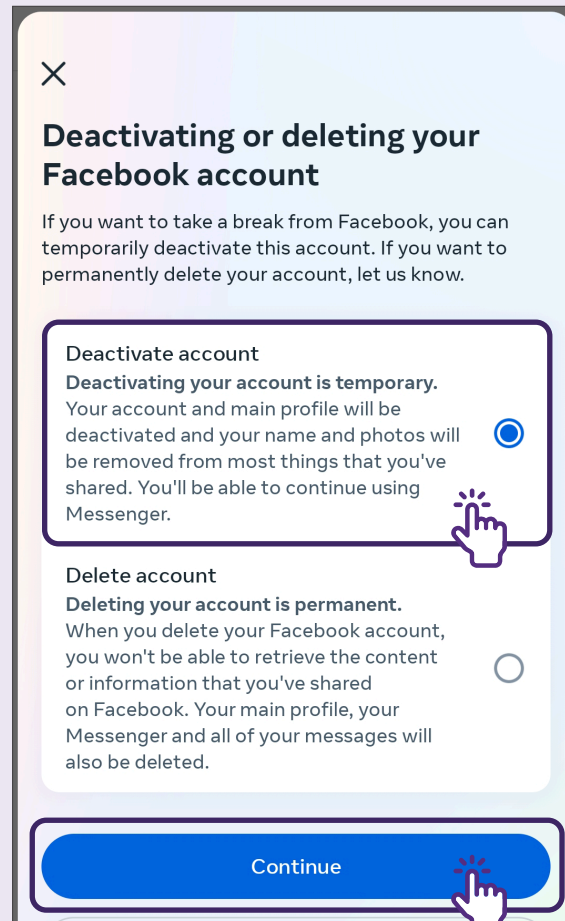 Deactivating or deleting your
Facebook account
If you want to take a break from Facebook, you can
temporarily deactivate this account. If you want to
permanently delete your account, let us know.
Deactivate account
Deactivating your account is temporary.
Your account and main profile will be
deactivated and your name and photos will
be removed from most things that you've
shared. You'll be able to continue using
Messenger.
Delete account
Deleting your account is permanent.
When you delete your Facebook account,
you won't be able to retrieve the content
or information that you've shared
on Facebook. Your main profile, your
Messenger and all of your messages will
also be deleted.
Continue